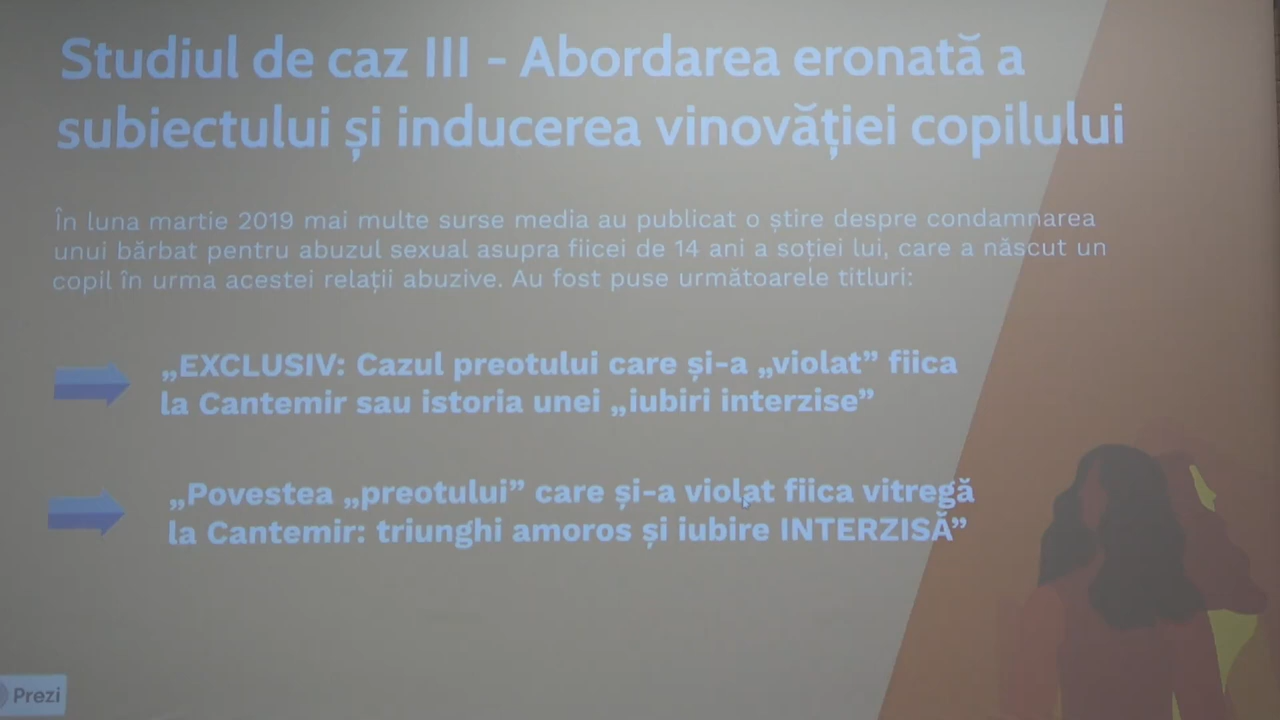 Studiul de caz III - Abordarea eronată a
subiectului și inducerea vinovăției copilului
În luna martie 2019 mai multe surse media au publicat o știre despre condamnarea
unui bărbat pentru abuzul sexual asupra fiicei de 14 ani a soției lui, care a născut un
copil în urma acestei relații abuzive. Au fost puse următoarele titluri:
„EXCLUSIV: Cazul preotului care și-a „violat” fiica
la Cantemir sau istoria unei „iubiri interzise”
„Povestea „preotului” care și-a violat fiica vitregă
la Cantemir: triunghi amoros și iubire INTERZISĂ”
Prezi